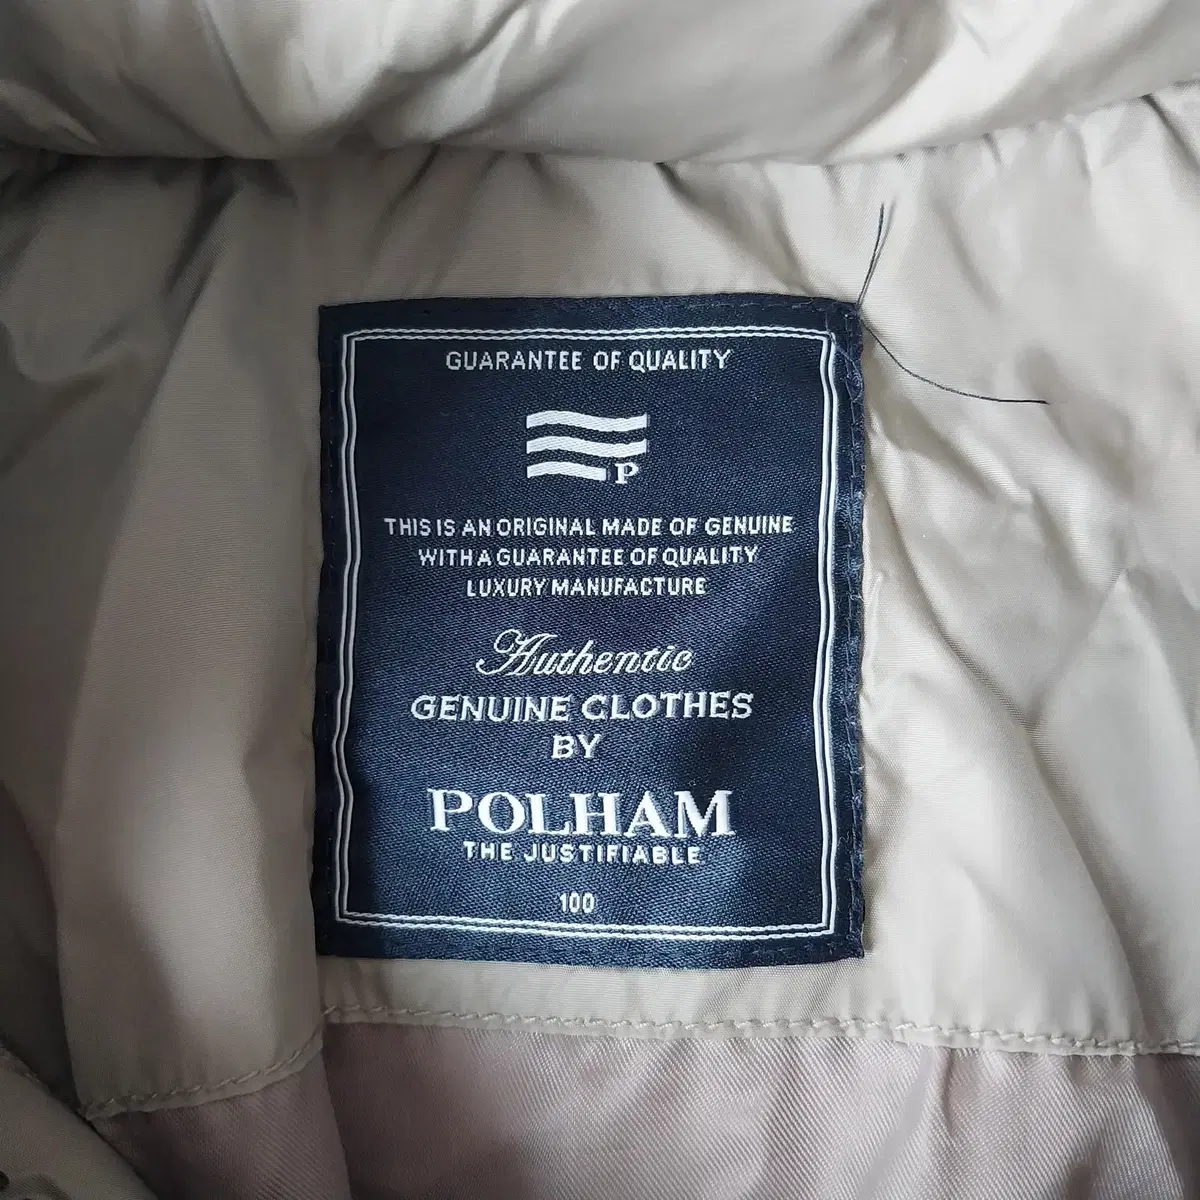 GUARANTEE OF QUALITY
P
THIS IS AN ORIGINAL MADE OF GENUINE
WITH A GUARANTEE OF QUALITY
LUXURY MANUFACTURE
Authentic
GENUINE CLOTHES
BY
POLHAM
THE JUSTIFIABLE
100